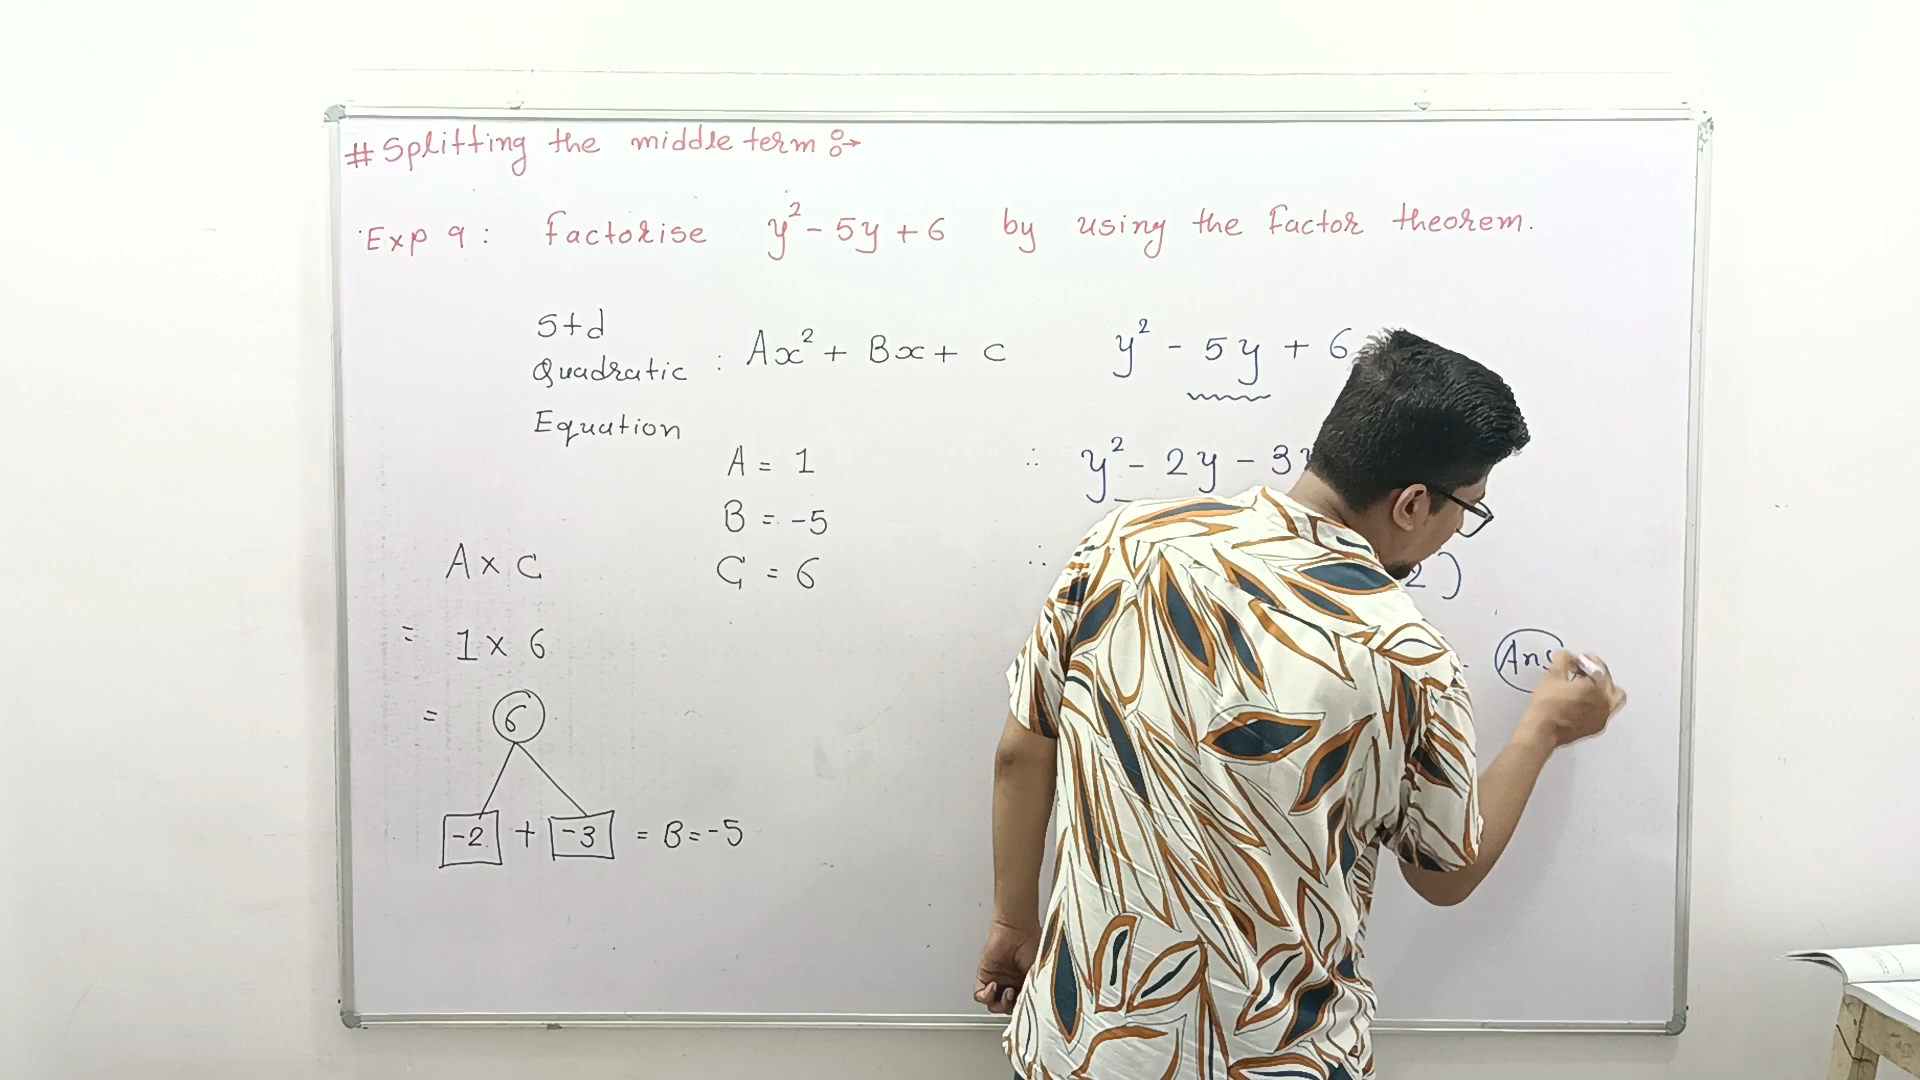 # Splitting the middle term :→
Exp 9 : Factorise y² - 5y + 6 by using the Factor theorem.
Std
Quadratic : Ax² + Bx + C
Equation
A = 1
B = -5
C = 6
A x C
= 1 x 6
= 6
-2 + -3 = B = -5
y² - 5y + 6
∴ y² - 2y - 3y
∴ 2)
Ans